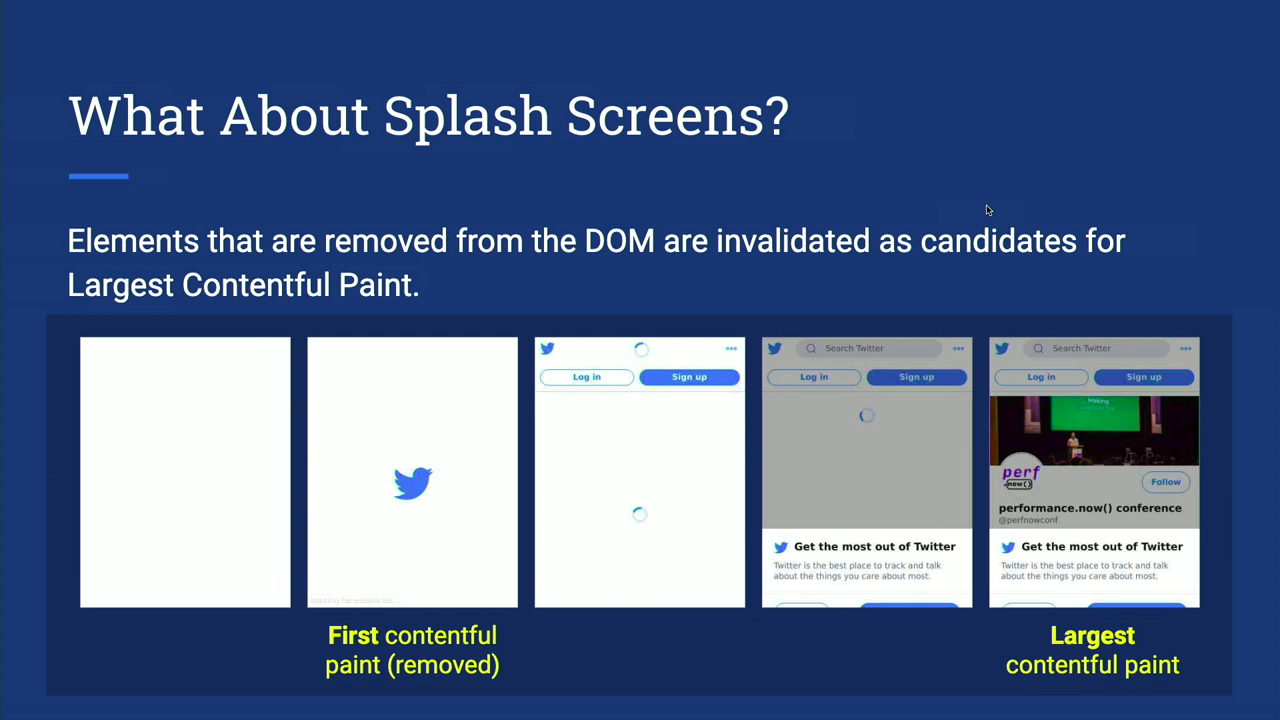 What About Splash Screens?
Elements that are removed from the DOM are invalidated as candidates for
Largest Contentful Paint.
Log in Sign up
Search Twitter
Log in Sign up
Get the most out of Twitter
Twitter is the best place to track and talk
about the things you care about most.
Search Twitter
Log in Sign up
Making
perf
now()
Follow
performance.now() conference
@perfnowconf
Get the most out of Twitter
Twitter is the best place to track and talk
about the things you care about most.
First contentful
paint (removed)
Largest
contentful paint